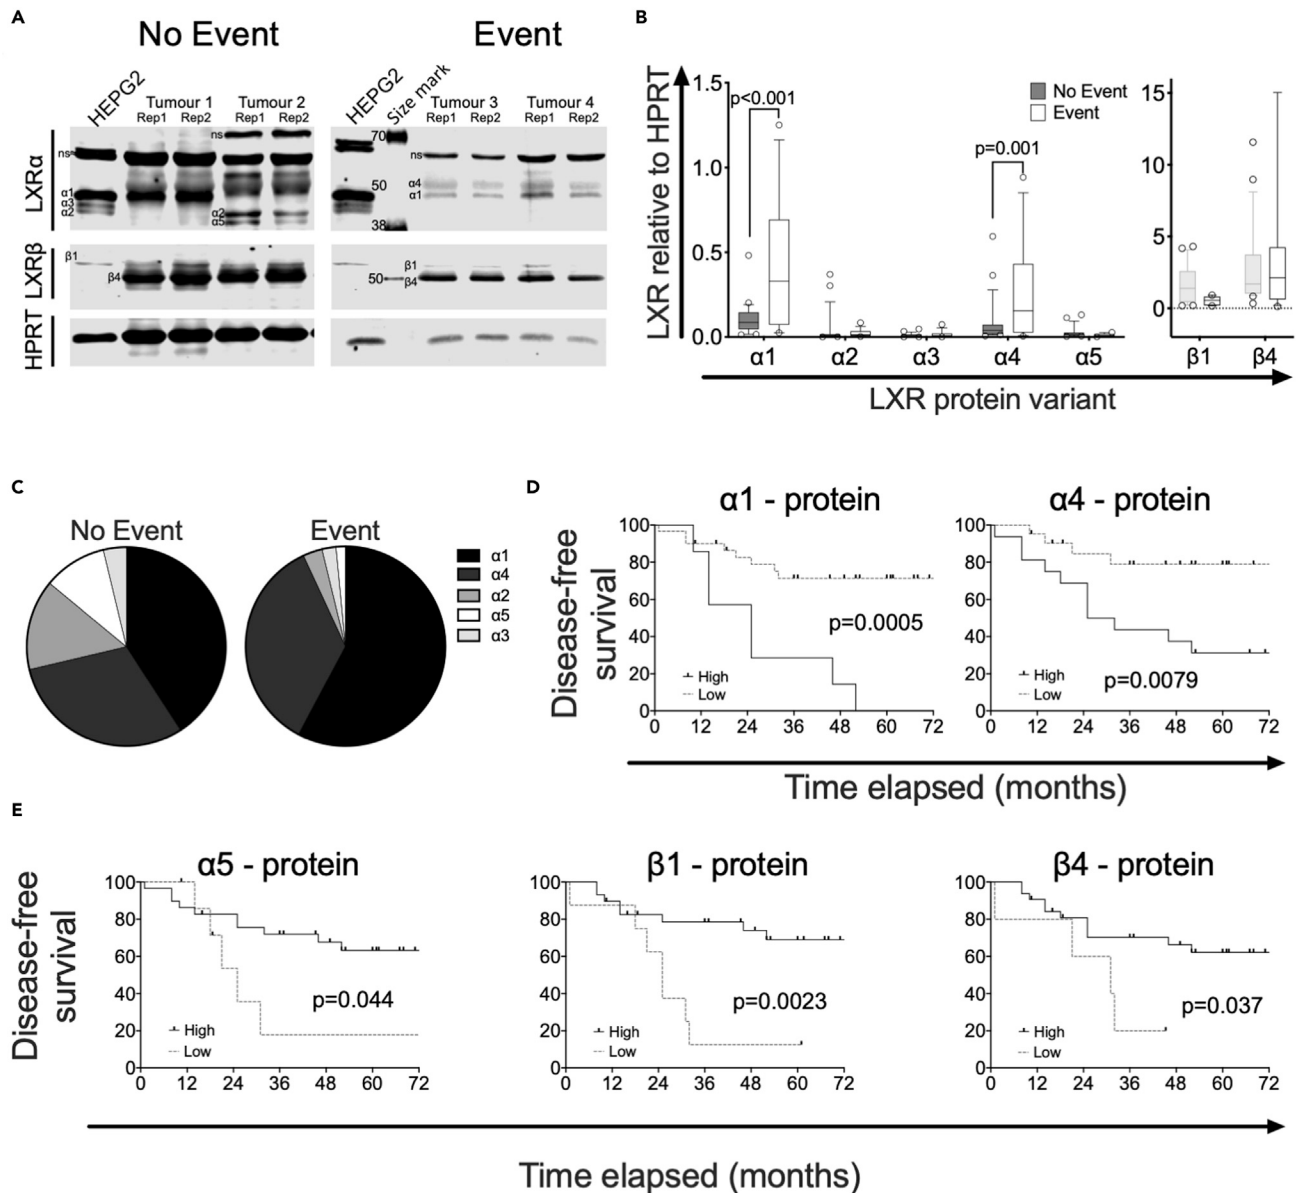 A
No Event
Event
HEPG2
Tumour 1
Tumour 2
Rep1 Rep2 Rep1 Rep2
HEPG2
Size mark
Tumour 3
Tumour 4
Rep1 Rep2 Rep1 Rep2
LXRα
ns
α1
α3
α2
ns
α2
α5
70
50
38
ns
α4
α1
LXRβ
β1
β4
50
β1
β4
HPRT
B
LXR relative to HPRT
1.5
1.0
0.5
0.0
p<0.001
p=0.001
No Event
Event
15
10
5
0
α1 α2 α3 α4 α5 β1 β4
LXR protein variant
C
No Event
Event
α1
α4
α2
α5
α3
D
Disease-free
survival
α1 - protein
100
80
60
40
20
0
p=0.0005
High
Low
0 12 24 36 48 60 72
α4 - protein
100
80
60
40
20
0
p=0.0079
High
Low
0 12 24 36 48 60 72
Time elapsed (months)
E
Disease-free
survival
α5 - protein
100
80
60
40
20
0
p=0.044
High
Low
0 12 24 36 48 60 72
β1 - protein
100
80
60
40
20
0
p=0.0023
High
Low
0 12 24 36 48 60 72
β4 - protein
100
80
60
40
20
0
p=0.037
High
Low
0 12 24 36 48 60 72
Time elapsed (months)